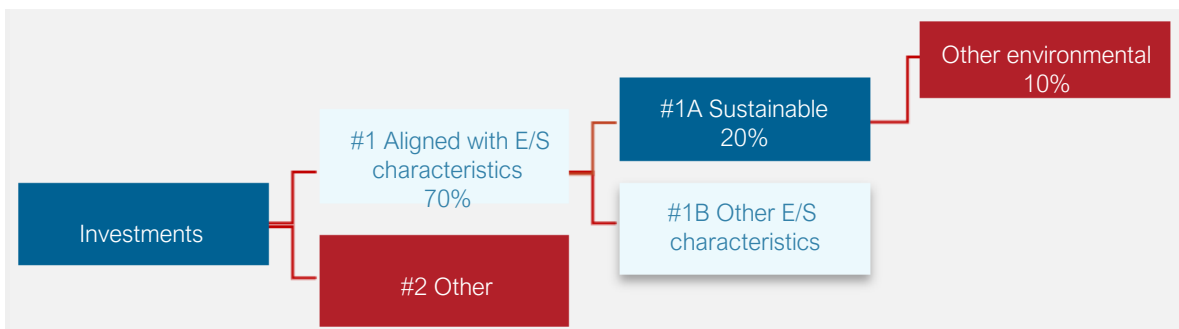 Other environmental
10%
#1A Sustainable
20%
#1 Aligned with E/S
characteristics
70%
#1B Other E/S
characteristics
Investments
#2 Other